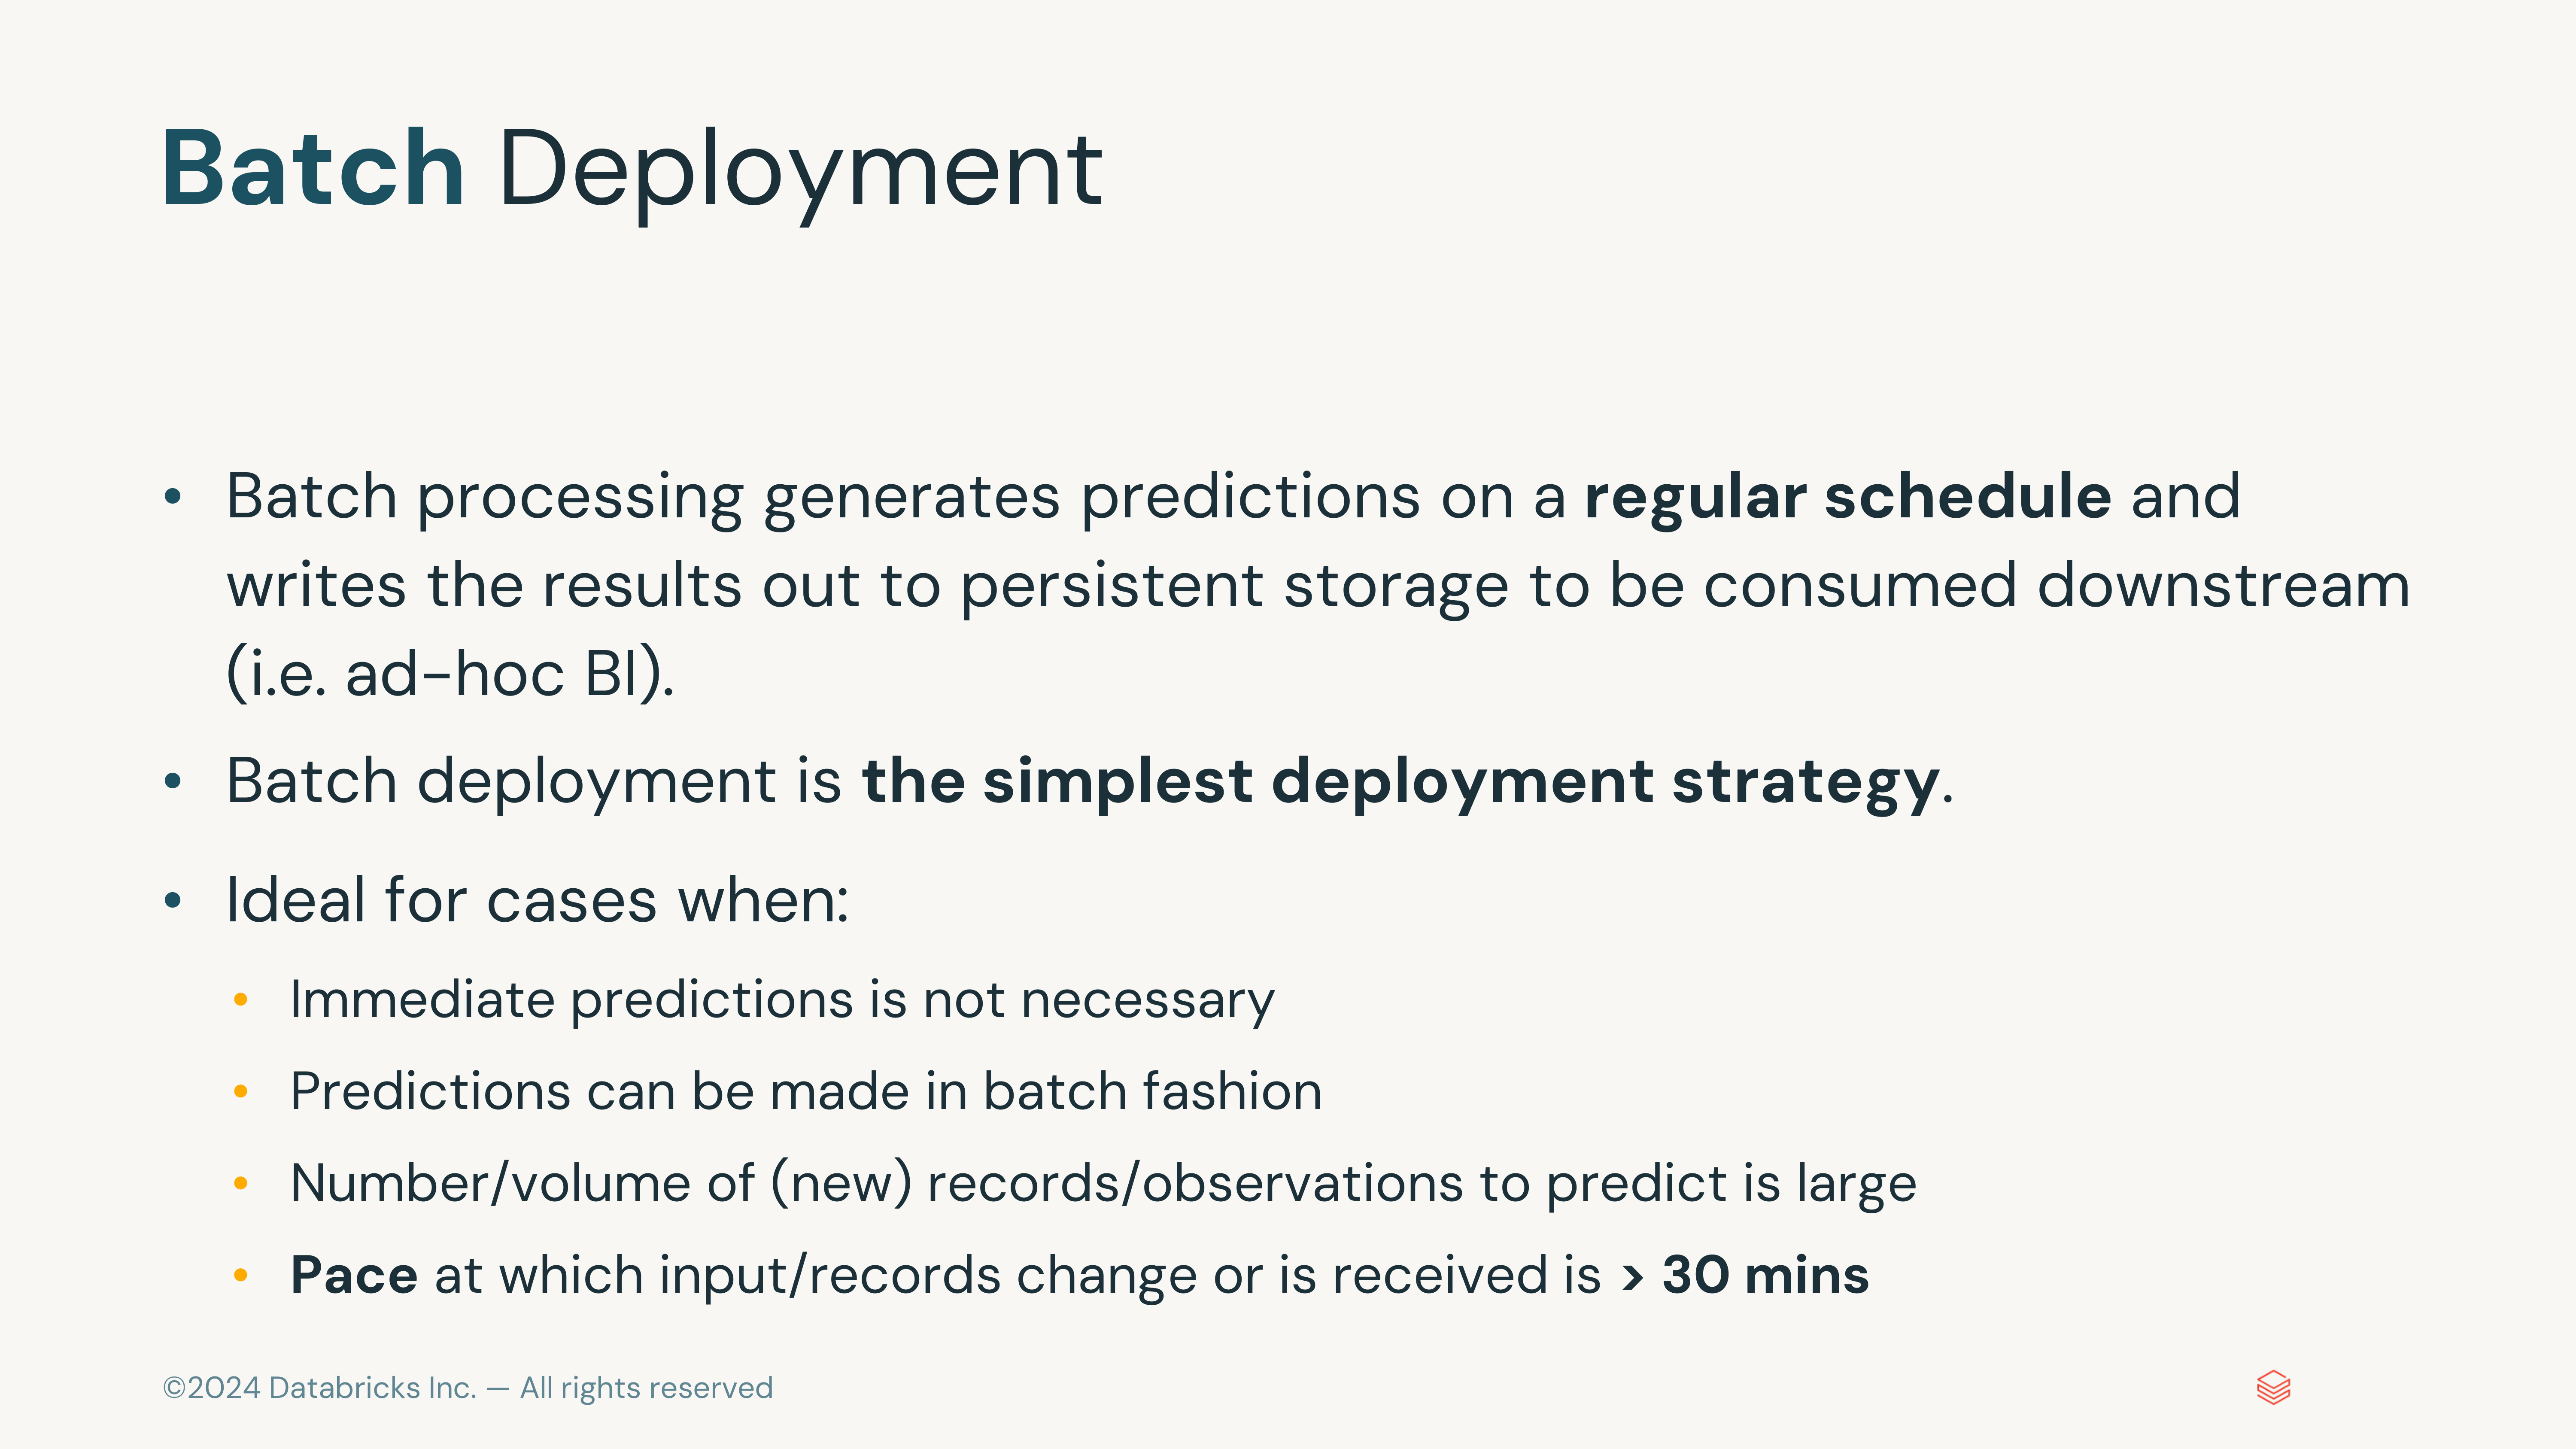 Batch Deployment
• Batch processing generates predictions on a regular schedule and
writes the results out to persistent storage to be consumed downstream
(i.e. ad-hoc BI).
• Batch deployment is the simplest deployment strategy.
• Ideal for cases when:
• Immediate predictions is not necessary
• Predictions can be made in batch fashion
• Number/volume of (new) records/observations to predict is large
• Pace at which input/records change or is received is > 30 mins
©2024 Databricks Inc. — All rights reserved